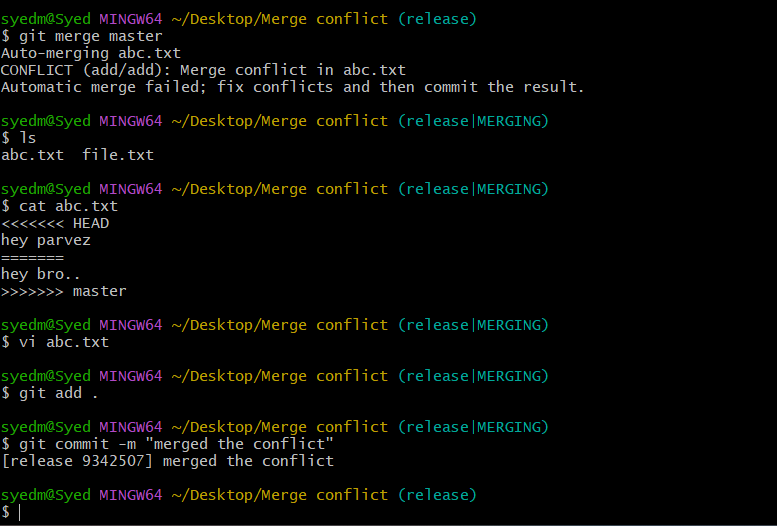 syedm@Syed MINGW64 ~/Desktop/Merge conflict (release)
$ git merge master
Auto-merging abc.txt
CONFLICT (add/add): Merge conflict in abc.txt
Automatic merge failed; fix conflicts and then commit the result.
syedm@Syed MINGW64 ~/Desktop/Merge conflict (release|MERGING)
$ ls
abc.txt  file.txt
syedm@Syed MINGW64 ~/Desktop/Merge conflict (release|MERGING)
$ cat abc.txt
<<<<<<< HEAD
hey parvez
=======
hey bro..
>>>>>>> master
syedm@Syed MINGW64 ~/Desktop/Merge conflict (release|MERGING)
$ vi abc.txt
syedm@Syed MINGW64 ~/Desktop/Merge conflict (release|MERGING)
$ git add .
syedm@Syed MINGW64 ~/Desktop/Merge conflict (release|MERGING)
$ git commit -m "merged the conflict"
[release 9342507] merged the conflict
syedm@Syed MINGW64 ~/Desktop/Merge conflict (release)
$